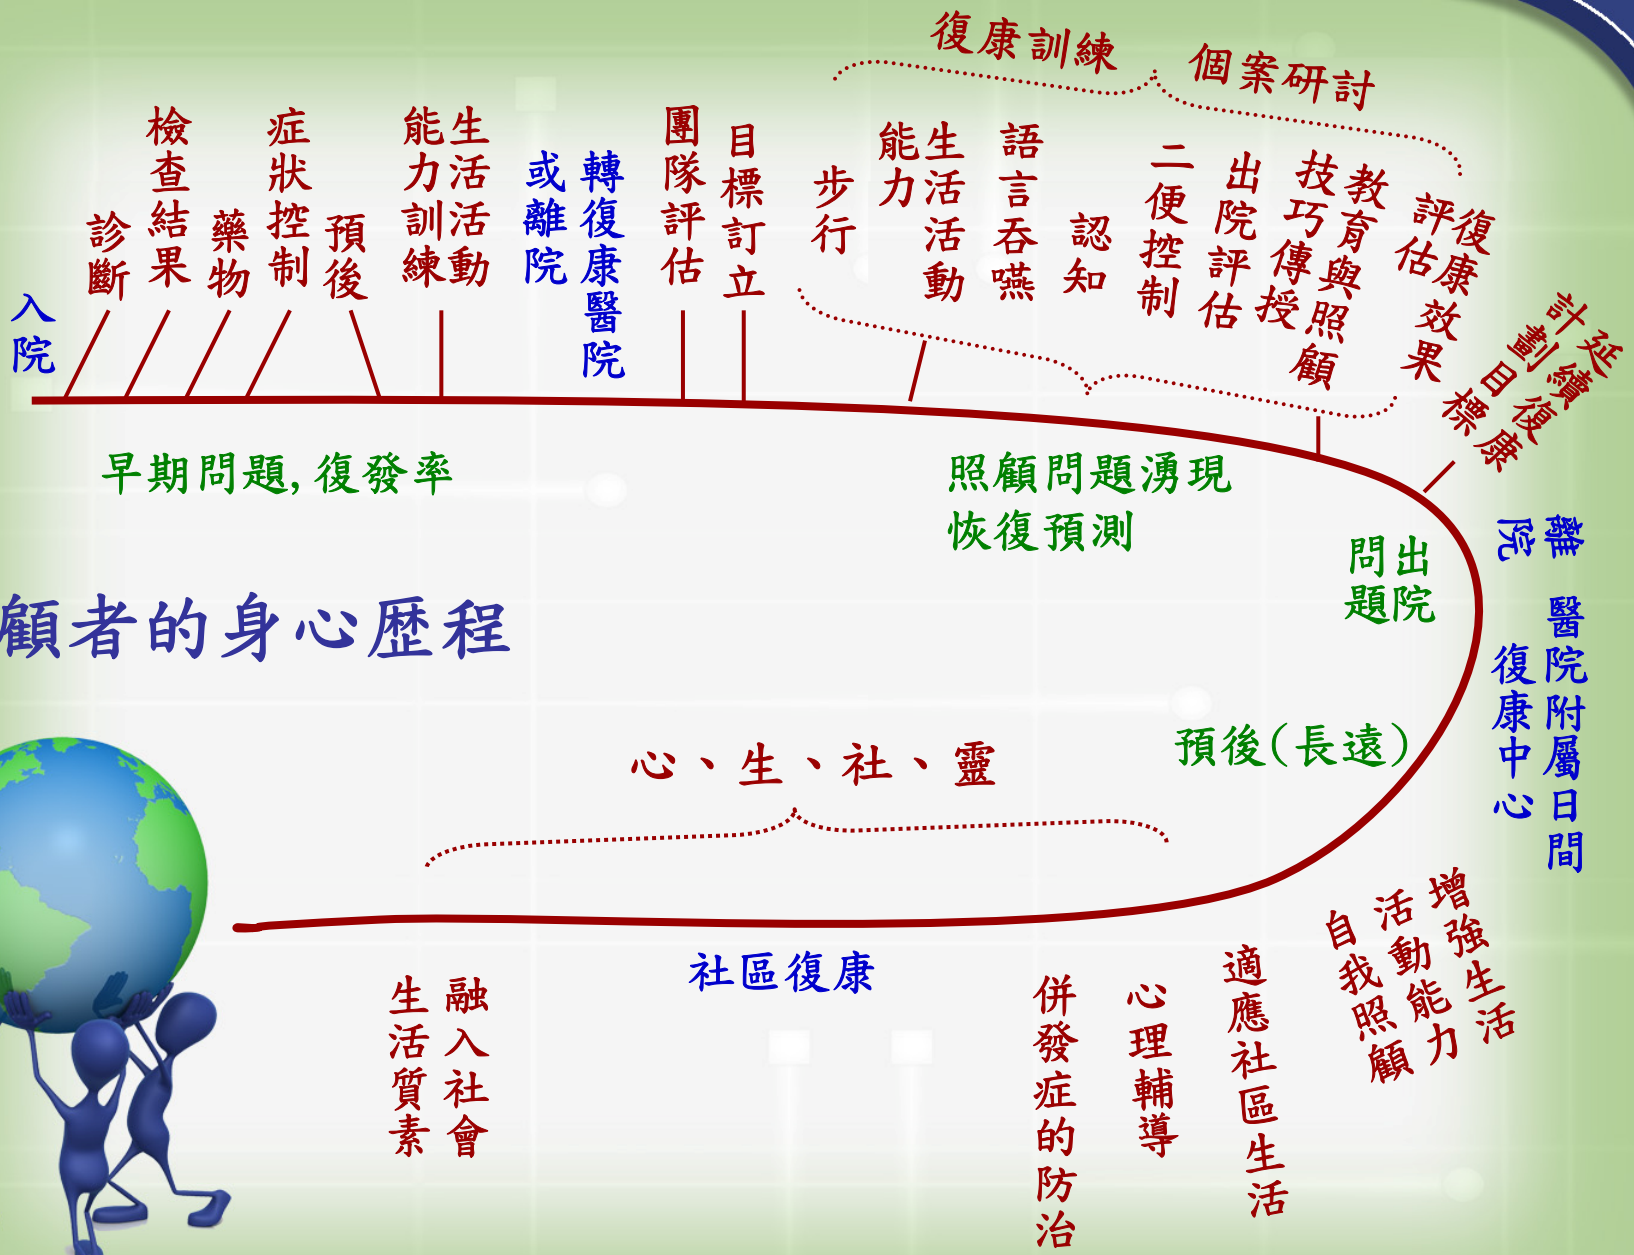 復康訓練
個案研討
入院
診斷
檢查結果
藥物
症狀控制
預後
生活活動
能力訓練
轉復康醫院
或離院
團隊評估
目標訂立
步行
生活活動
能力
語言吞嚥
認知
二便控制
出院評估
教育與照顧
技巧傳授
復康效果
評估
延續復康
計劃目標
早期問題,復發率
照顧問題湧現
恢復預測
出院
問題
離院
醫院附屬日間
復康中心
顧者的身心歷程
預後(長遠)
心、生、社、靈
增強生活
活動能力
自我照顧
適應社區生活
心理輔導
併發症的防治
社區復康
融入社會
生活質素